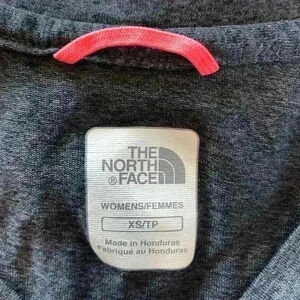 THE
NORTH
FACE
®
WOMENS/FEMMES
XS/TP
Made in Honduras
Fabriqué au Honduras